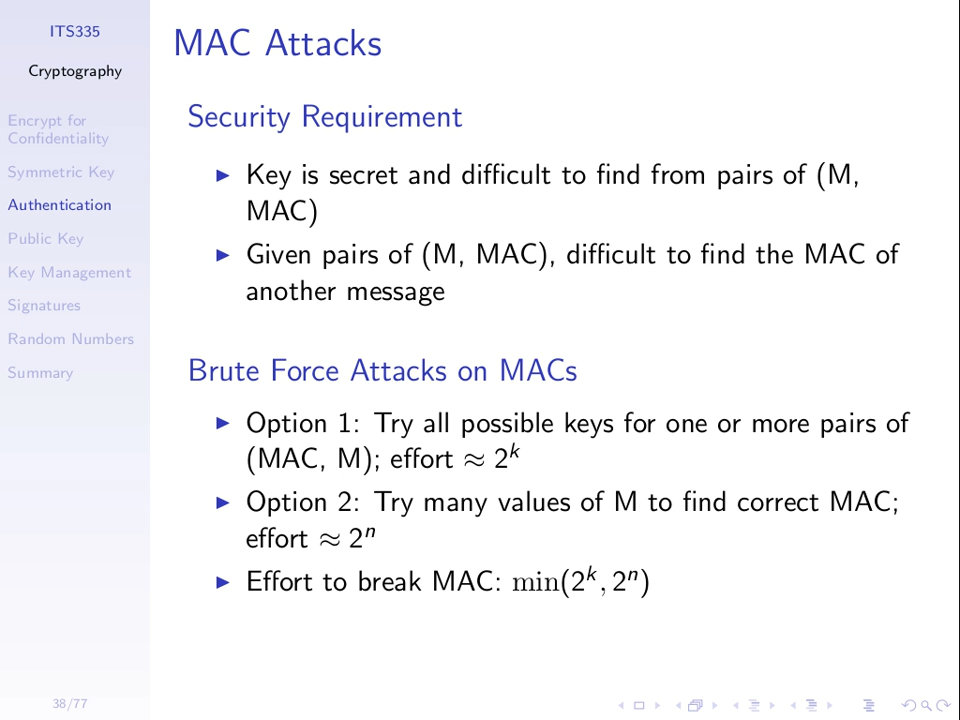 ITS335
Cryptography
Encrypt for
Confidentiality
Symmetric Key
Authentication
Public Key
Key Management
Signatures
Random Numbers
Summary
38/77
MAC Attacks
Security Requirement
▶ Key is secret and difficult to find from pairs of (M,
MAC)
▶ Given pairs of (M, MAC), difficult to find the MAC of
another message
Brute Force Attacks on MACs
▶ Option 1: Try all possible keys for one or more pairs of
(MAC, M); effort ≈ 2^k
▶ Option 2: Try many values of M to find correct MAC;
effort ≈ 2^n
▶ Effort to break MAC: min(2^k, 2^n)